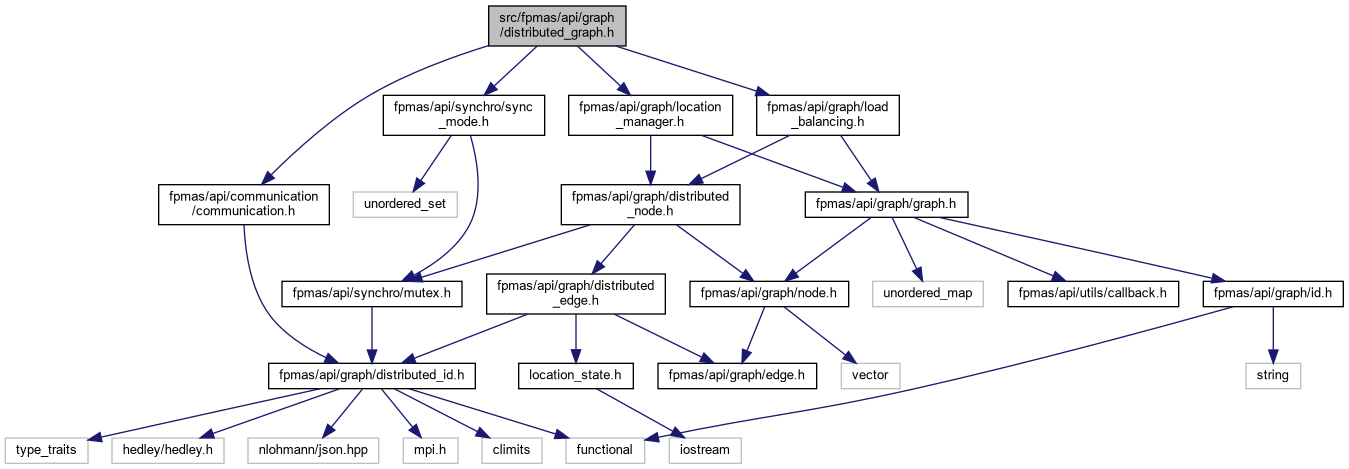 src/fpmas/api/graph
/distributed_graph.h
fpmas/api/synchro/sync
_mode.h
fpmas/api/graph/location
_manager.h
fpmas/api/graph/load
_balancing.h
fpmas/api/communication
/communication.h
unordered_set
fpmas/api/graph/distributed
_node.h
fpmas/api/graph/graph.h
fpmas/api/synchro/mutex.h
fpmas/api/graph/distributed
_edge.h
fpmas/api/graph/node.h
unordered_map
fpmas/api/utils/callback.h
fpmas/api/graph/id.h
fpmas/api/graph/distributed_id.h
location_state.h
fpmas/api/graph/edge.h
vector
string
type_traits
hedley/hedley.h
nlohmann/json.hpp
mpi.h
climits
functional
iostream